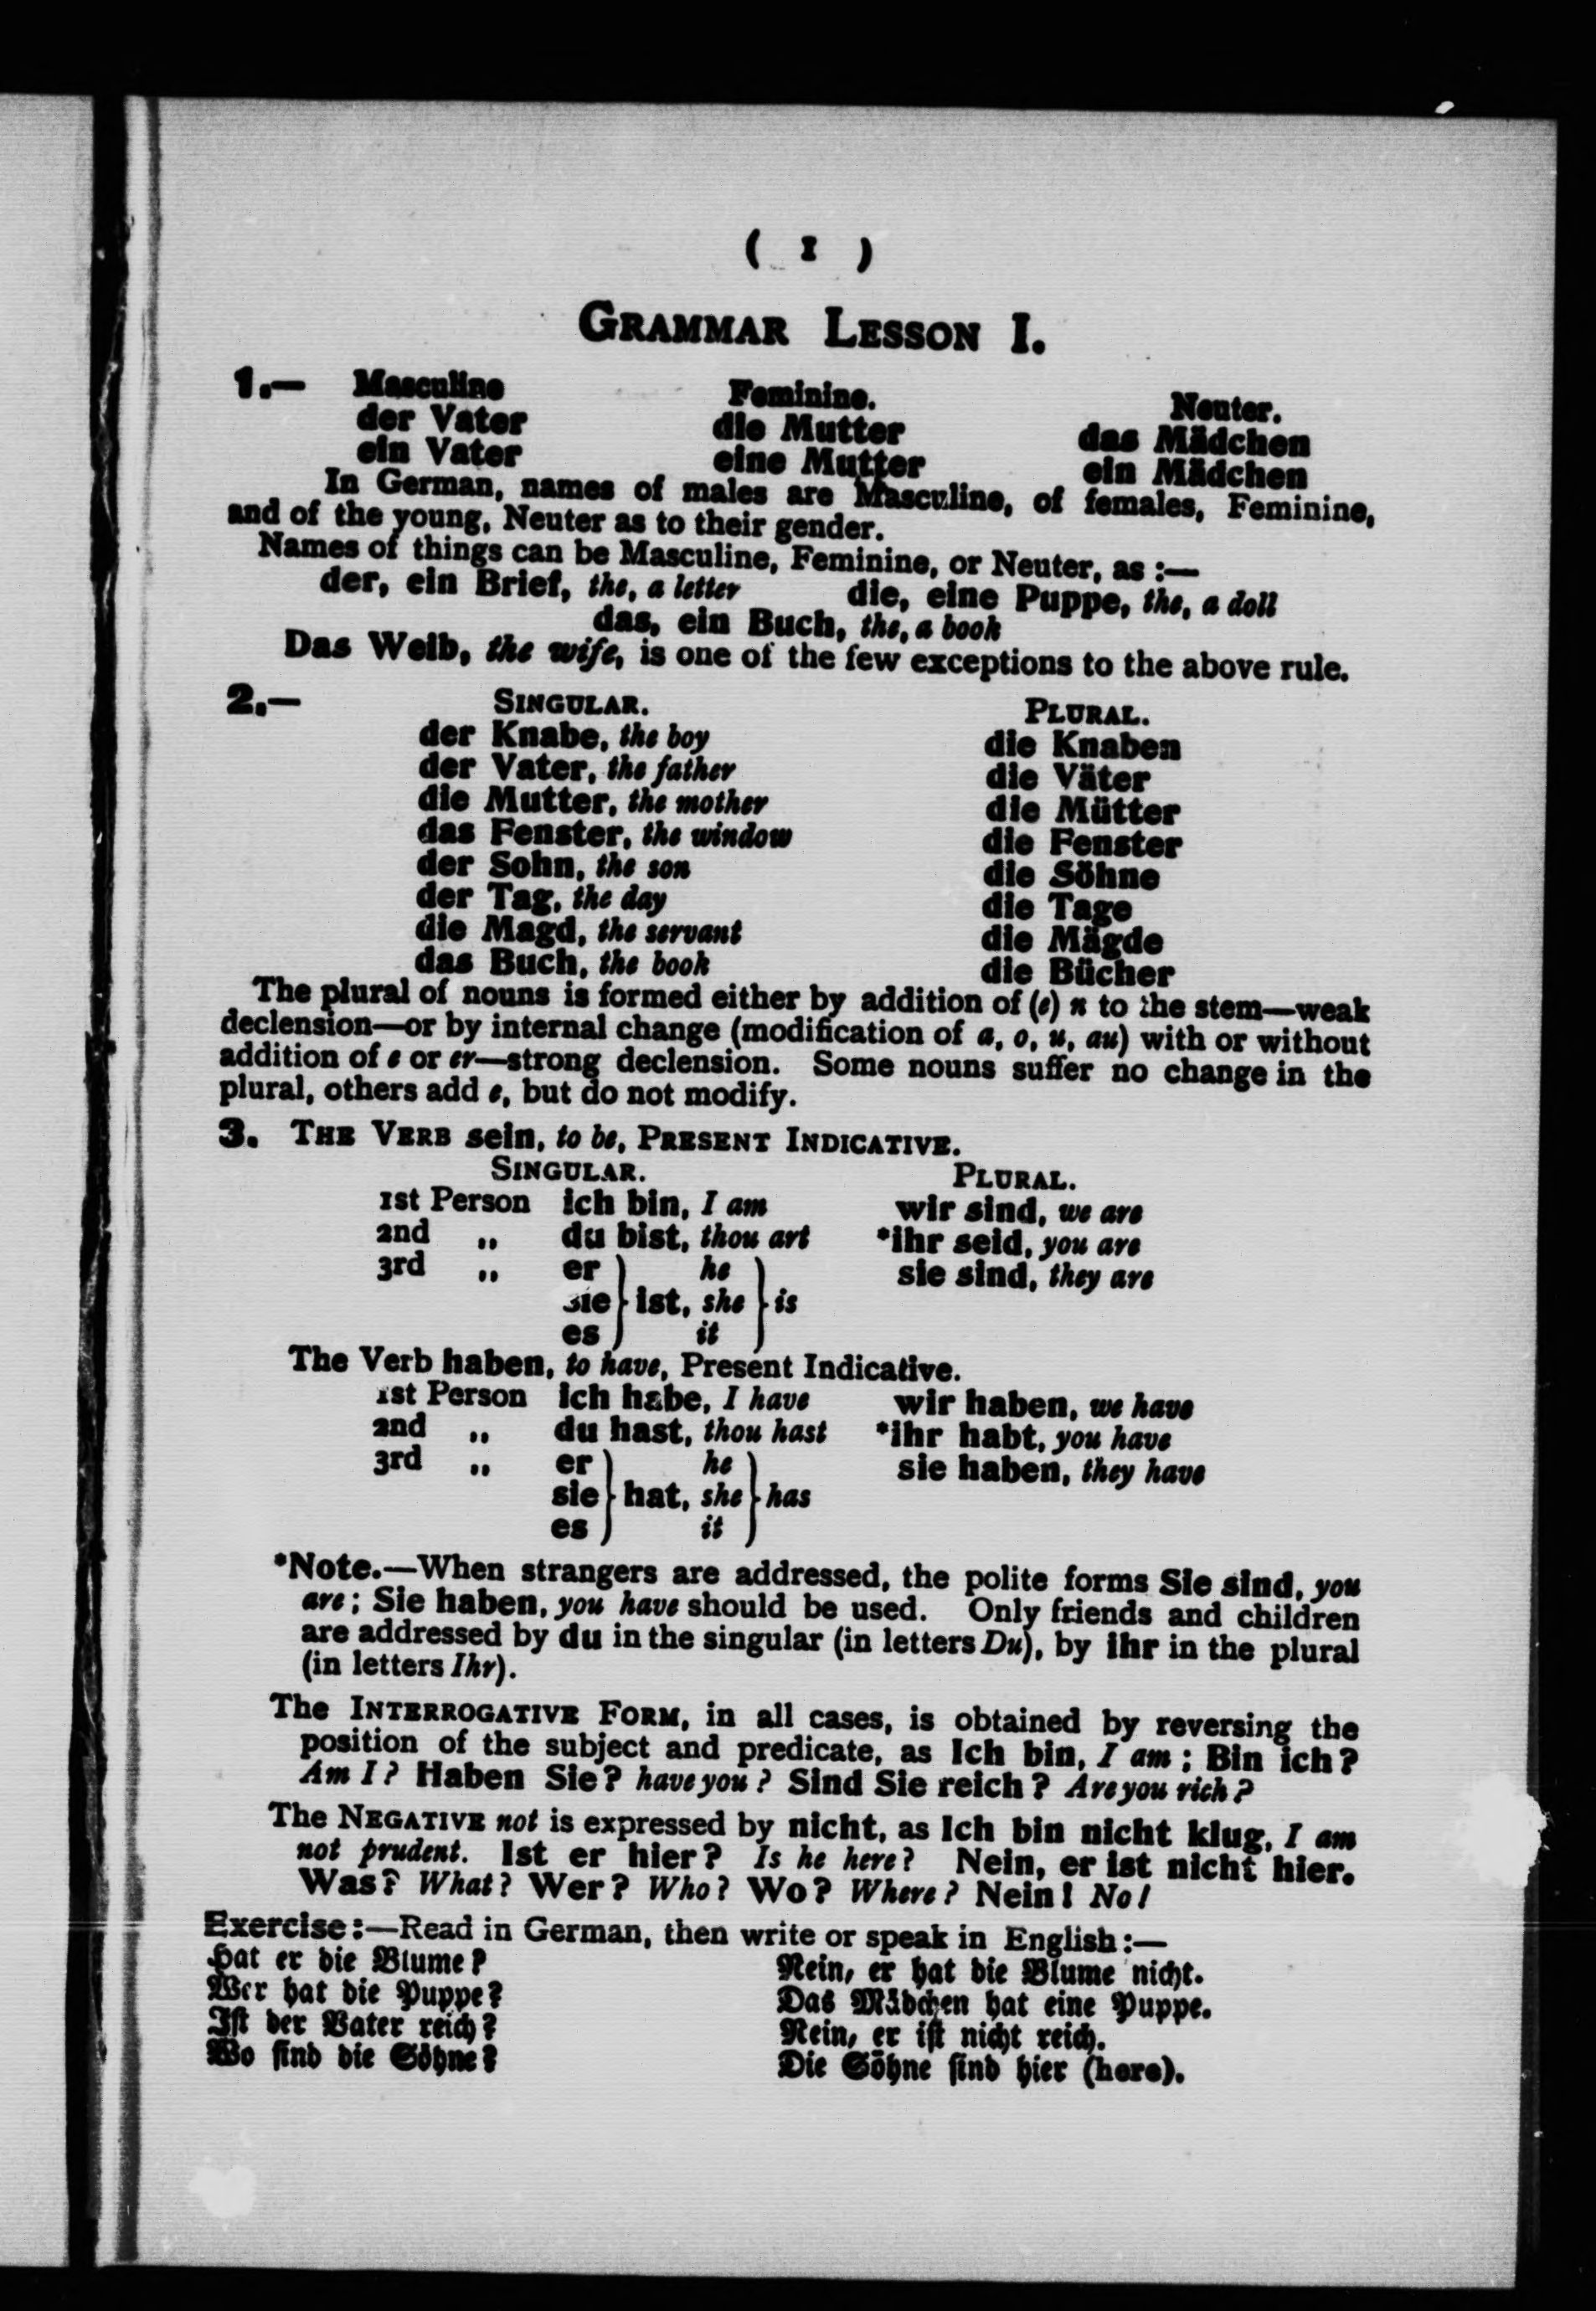 ( 1 )
GRAMMAR LESSON I.
1.— Masculine Feminine. Neuter.
der Vater die Mutter das Mädchen
ein Vater eine Mutter ein Mädchen
In German, names of males are Masculine, of females, Feminine,
and of the young, Neuter as to their gender.
Names of things can be Masculine, Feminine, or Neuter, as :—
der, ein Brief, the, a letter die, eine Puppe, the, a doll
das, ein Buch, the, a book
Das Weib, the wife, is one of the few exceptions to the above rule.
2.— SINGULAR. PLURAL.
der Knabe, the boy die Knaben
der Vater, the father die Väter
die Mutter, the mother die Mütter
das Fenster, the window die Fenster
der Sohn, the son die Söhne
der Tag, the day die Tage
die Magd, the servant die Mägde
das Buch, the book die Bücher
The plural of nouns is formed either by addition of (e) n to the stem—weak
declension—or by internal change (modification of a, o, u, au) with or without
addition of e or er—strong declension. Some nouns suffer no change in the
plural, others add e, but do not modify.
3. THE VERB sein, to be, PRESENT INDICATIVE.
SINGULAR. PLURAL.
1st Person ich bin, I am wir sind, we are
2nd „ du bist, thou art *ihr seid, you are
3rd „ er } he } sie sind, they are
sie } ist, she } is
es } it }
The Verb haben, to have, Present Indicative.
1st Person ich habe, I have wir haben, we have
2nd „ du hast, thou hast *ihr habt, you have
3rd „ er } he } sie haben, they have
sie } hat, she } has
es } it }
*Note.—When strangers are addressed, the polite forms Sie sind, you
are; Sie haben, you have should be used. Only friends and children
are addressed by du in the singular (in letters Du), by ihr in the plural
(in letters Ihr).
The INTERROGATIVE FORM, in all cases, is obtained by reversing the
position of the subject and predicate, as Ich bin, I am; Bin ich?
Am I? Haben Sie? have you? Sind Sie reich? Are you rich?
The NEGATIVE not is expressed by nicht, as Ich bin nicht klug, I am
not prudent. Ist er hier? Is he here? Nein, er ist nicht hier.
Was? What? Wer? Who? Wo? Where? Nein! No!
Exercise:—Read in German, then write or speak in English:—
Hat er die Blume? Nein, er hat die Blume nicht.
Wer hat die Puppe? Das Mädchen hat eine Puppe.
Ist der Vater reich? Nein, er ist nicht reich.
Wo sind die Söhne? Die Söhne sind hier (here).